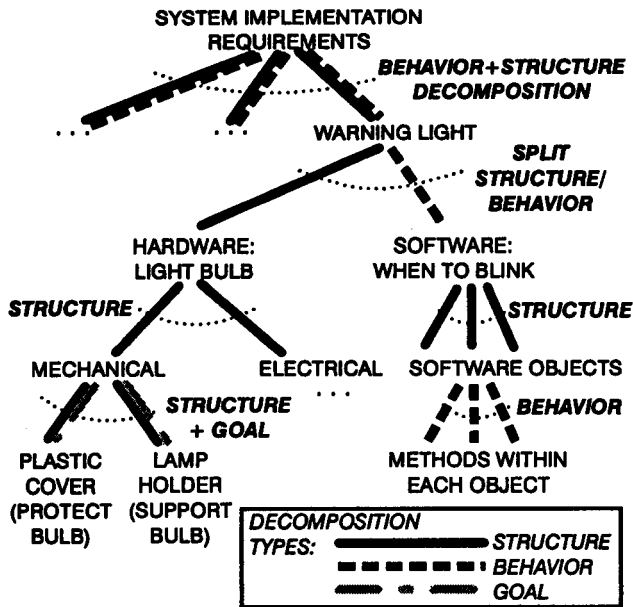 SYSTEM IMPLEMENTATION
REQUIREMENTS
BEHAVIOR+STRUCTURE
DECOMPOSITION
...
...
WARNING LIGHT
SPLIT
STRUCTURE/
BEHAVIOR
HARDWARE:
LIGHT BULB
SOFTWARE:
WHEN TO BLINK
STRUCTURE
STRUCTURE
MECHANICAL
ELECTRICAL
...
SOFTWARE OBJECTS
STRUCTURE
+ GOAL
BEHAVIOR
PLASTIC
COVER
(PROTECT
BULB)
LAMP
HOLDER
(SUPPORT
BULB)
METHODS WITHIN
EACH OBJECT
DECOMPOSITION
TYPES:
STRUCTURE
BEHAVIOR
GOAL